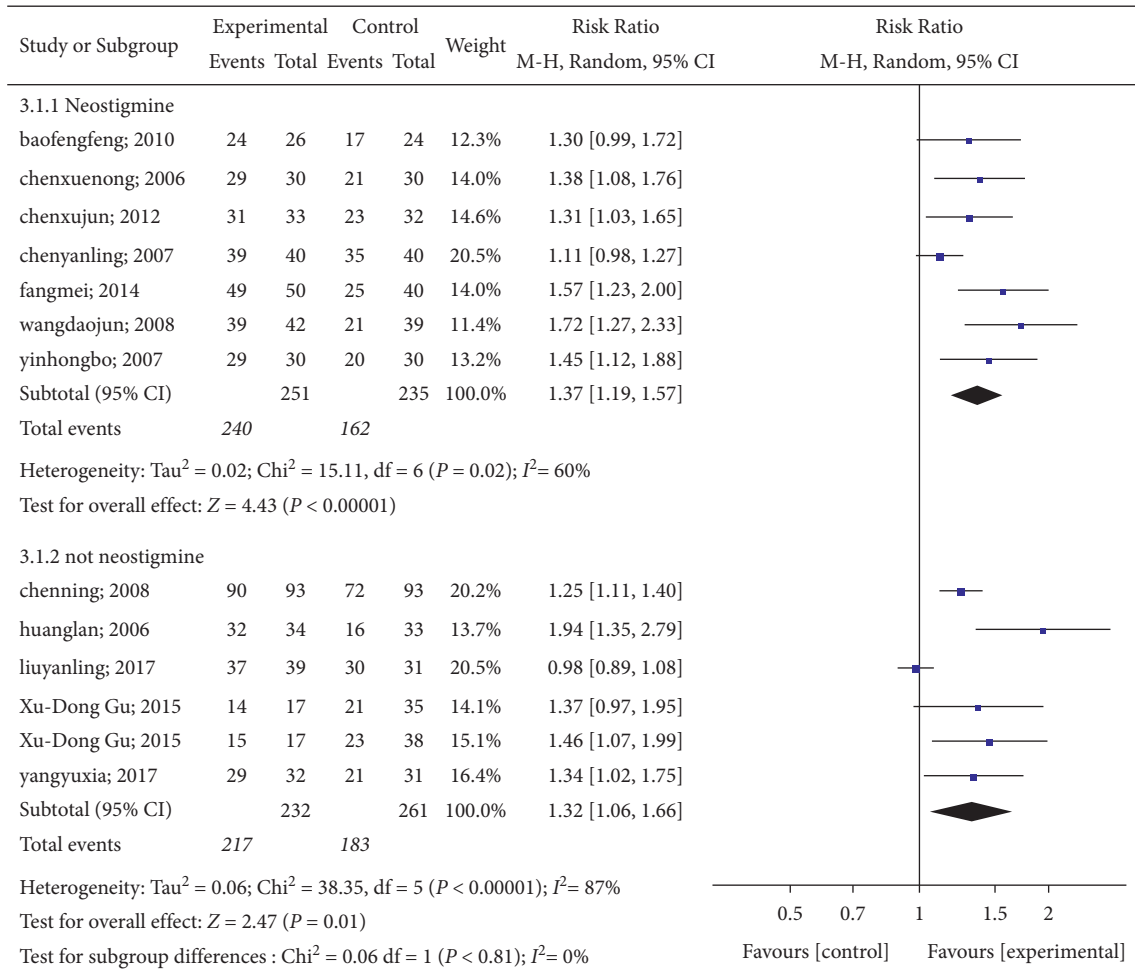 Study or Subgroup Experimental Control Weight Risk Ratio Risk Ratio
Events Total Events Total M-H, Random, 95% CI M-H, Random, 95% CI
3.1.1 Neostigmine
baofengfeng; 2010 24 26 17 24 12.3% 1.30 [0.99, 1.72]
chenxuenong; 2006 29 30 21 30 14.0% 1.38 [1.08, 1.76]
chenxujun; 2012 31 33 23 32 14.6% 1.31 [1.03, 1.65]
chenyanling; 2007 39 40 35 40 20.5% 1.11 [0.98, 1.27]
fangmei; 2014 49 50 25 40 14.0% 1.57 [1.23, 2.00]
wangdaojun; 2008 39 42 21 39 11.4% 1.72 [1.27, 2.33]
yinhongbo; 2007 29 30 20 30 13.2% 1.45 [1.12, 1.88]
Subtotal (95% CI) 251 235 100.0% 1.37 [1.19, 1.57]
Total events 240 162
Heterogeneity: Tau² = 0.02; Chi² = 15.11, df = 6 (P = 0.02); I² = 60%
Test for overall effect: Z = 4.43 (P < 0.00001)
3.1.2 not neostigmine
chenning; 2008 90 93 72 93 20.2% 1.25 [1.11, 1.40]
huanglan; 2006 32 34 16 33 13.7% 1.94 [1.35, 2.79]
liuyanling; 2017 37 39 30 31 20.5% 0.98 [0.89, 1.08]
Xu-Dong Gu; 2015 14 17 21 35 14.1% 1.37 [0.97, 1.95]
Xu-Dong Gu; 2015 15 17 23 38 15.1% 1.46 [1.07, 1.99]
yangyuxia; 2017 29 32 21 31 16.4% 1.34 [1.02, 1.75]
Subtotal (95% CI) 232 261 100.0% 1.32 [1.06, 1.66]
Total events 217 183
Heterogeneity: Tau² = 0.06; Chi² = 38.35, df = 5 (P < 0.00001); I² = 87%
Test for overall effect: Z = 2.47 (P = 0.01)
Test for subgroup differences : Chi² = 0.06 df = 1 (P < 0.81); I² = 0%
0.5 0.7 1 1.5 2
Favours [control] Favours [experimental]